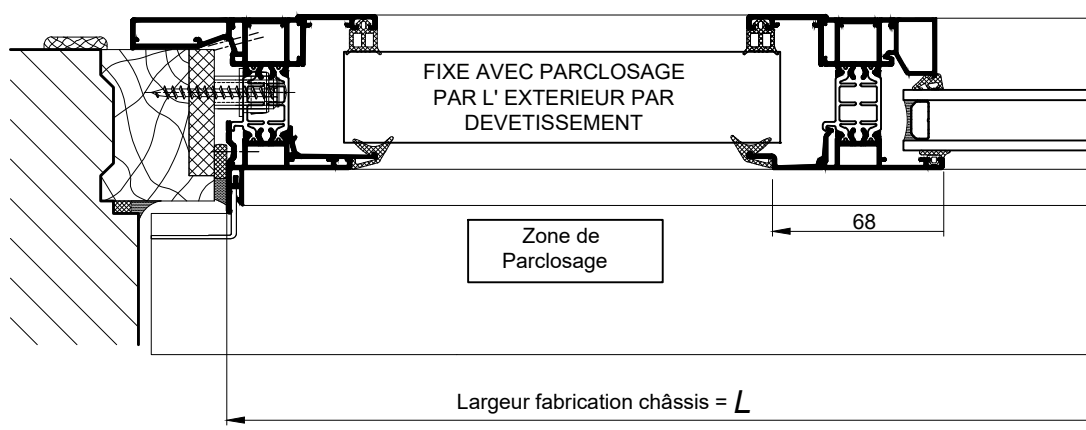 FIXE AVEC PARCLOSAGE
PAR L' EXTERIEUR PAR
DEVETISSEMENT
68
Zone de
Parclosage
Largeur fabrication châssis = L